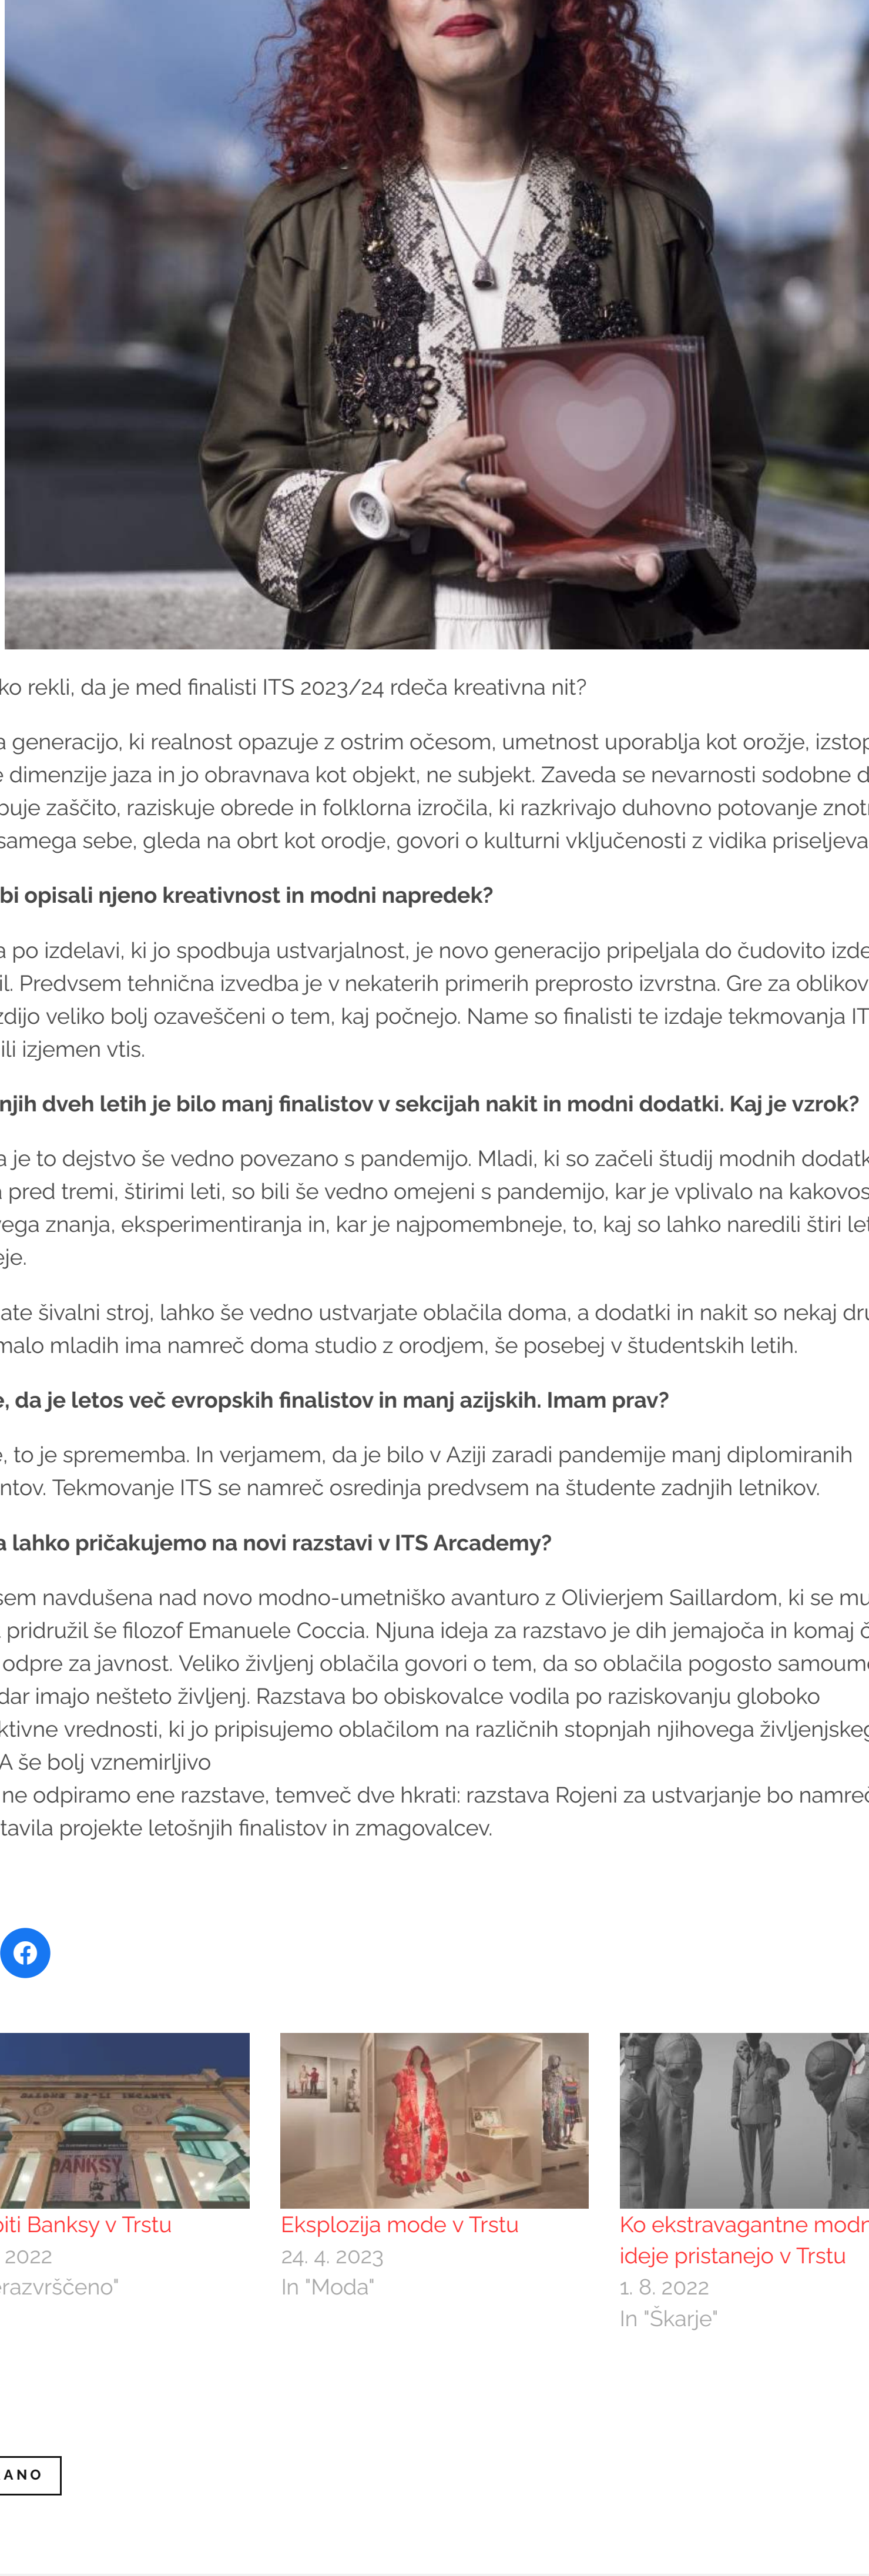 ko rekli, da je med finalisti ITS 2023/24 rdeča kreativna nit?
a generacijo, ki realnost opazuje z ostrim očesom, umetnost uporablja kot orožje, izstop
e dimenzije jaza in jo obravnava kot objekt, ne subjekt. Zaveda se nevarnosti sodobne d
buje zaščito, raziskuje obrede in folklorna izročila, ki razkrivajo duhovno potovanje znotr
samega sebe, gleda na obrt kot orodje, govori o kulturni vključenosti z vidika priseljeva
bi opisali njeno kreativnost in modni napredek?
a po izdelavi, ki jo spodbuja ustvarjalnost, je novo generacijo pripeljala do čudovito izde
il. Predvsem tehnična izvedba je v nekaterih primerih preprosto izvrstna. Gre za oblikov
zdijo veliko bolj ozaveščeni o tem, kaj počnejo. Name so finalisti te izdaje tekmovanja IT
ili izjemen vtis.
njih dveh letih je bilo manj finalistov v sekcijah nakit in modni dodatki. Kaj je vzrok?
a je to dejstvo še vedno povezano s pandemijo. Mladi, ki so začeli študij modnih dodatk
a pred tremi, štirimi leti, so bili še vedno omejeni s pandemijo, kar je vplivalo na kakovos
vega znanja, eksperimentiranja in, kar je najpomembneje, to, kaj so lahko naredili štiri let
eje.
ate šivalni stroj, lahko še vedno ustvarjate oblačila doma, a dodatki in nakit so nekaj dru
malo mladih ima namreč doma studio z orodjem, še posebej v študentskih letih.
e, da je letos več evropskih finalistov in manj azijskih. Imam prav?
e, to je sprememba. In verjamem, da je bilo v Aziji zaradi pandemije manj diplomiranih
ntov. Tekmovanje ITS se namreč osredinja predvsem na študente zadnjih letnikov.
a lahko pričakujemo na novi razstavi v ITS Arcademy?
sem navdušena nad novo modno-umetniško avanturo z Olivierjem Saillardom, ki se mu
pridružil še filozof Emanuele Coccia. Njuna ideja za razstavo je dih jemajoča in komaj č
odpre za javnost. Veliko življenj oblačila govori o tem, da so oblačila pogosto samoumo
dar imajo nešteto življenj. Razstava bo obiskovalce vodila po raziskovanju globoko
ktivne vrednosti, ki jo pripisujemo oblačilom na različnih stopnjah njihovega življenjskeg
A še bolj vznemirljivo
ne odpiramo ene razstave, temveč dve hkrati: razstava Rojeni za ustvarjanje bo namreč
tavila projekte letošnjih finalistov in zmagovalcev.
SALONE DEGLI INCANTI
BANKSY
biti Banksy v Trstu
2022
erazvrščeno"
Eksplozija mode v Trstu
24. 4. 2023
In "Moda"
Ko ekstravagantne modn
ideje pristanejo v Trstu
1. 8. 2022
In "Škarje"
ANO